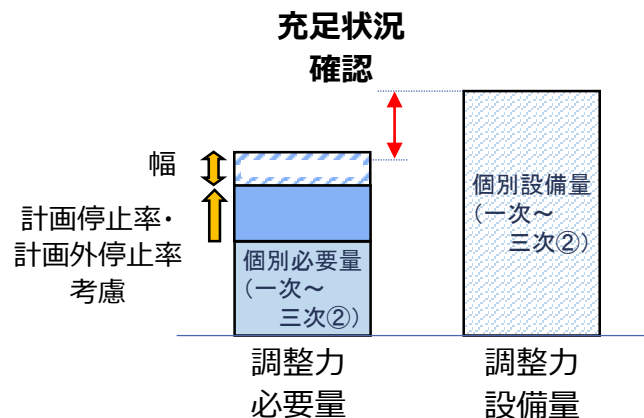 充足状況
確認
幅
計画停止率・
計画外停止率
考慮
個別必要量
(一次～
三次②)
個別設備量
(一次～
三次②)
調整力
必要量
調整力
設備量